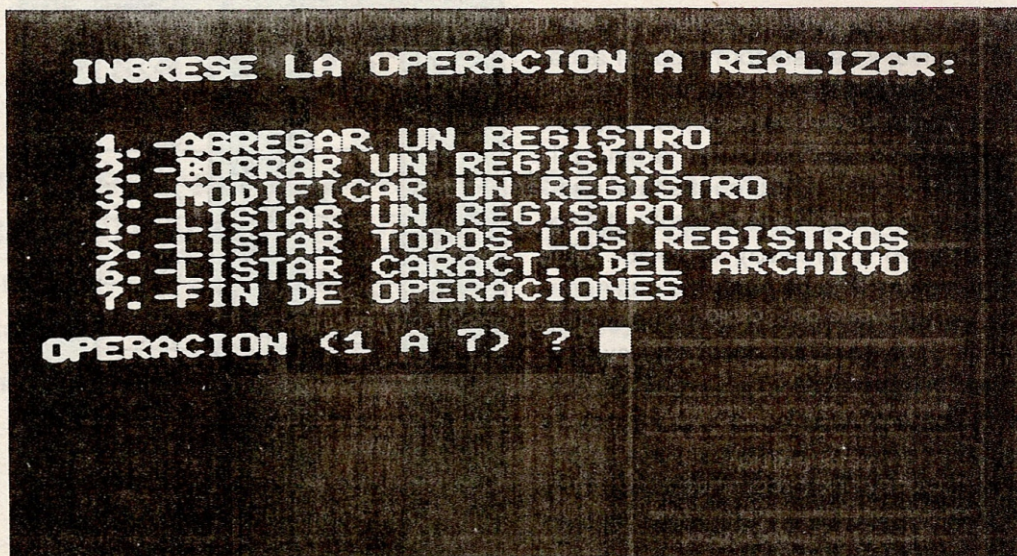 INGRESE LA OPERACION A REALIZAR:
1.-AGREGAR UN REGISTRO
2.-BORRAR UN REGISTRO
3.-MODIFICAR UN REGISTRO
4.-LISTAR UN REGISTRO
5.-LISTAR TODOS LOS REGISTROS
6.-LISTAR CARACT. DEL ARCHIVO
7.-FIN DE OPERACIONES
OPERACION (1 A 7) ?